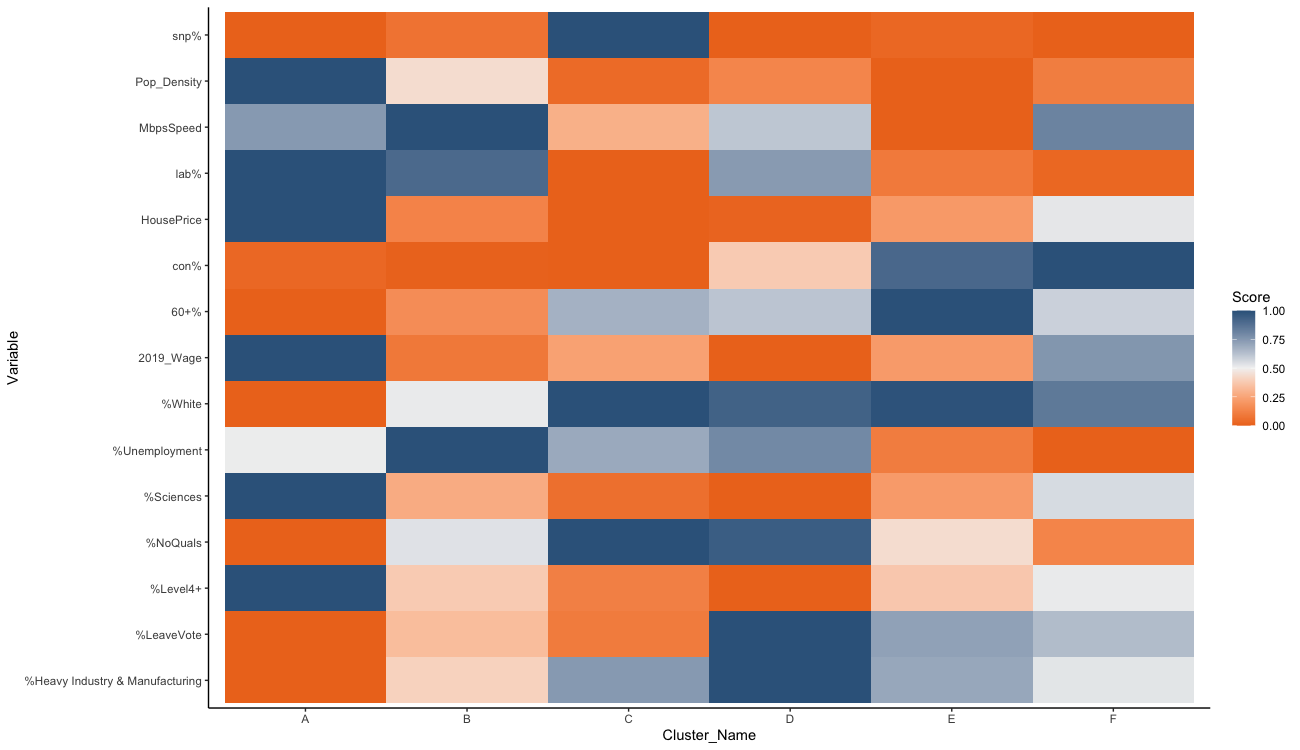 snp%
Pop_Density
MbpsSpeed
lab%
HousePrice
con%
60+%
2019_Wage
%White
%Unemployment
%Sciences
%NoQuals
%Level4+
%LeaveVote
%Heavy Industry & Manufacturing
Variable
A B C D E F
Cluster_Name
Score
1.00
0.75
0.50
0.25
0.00